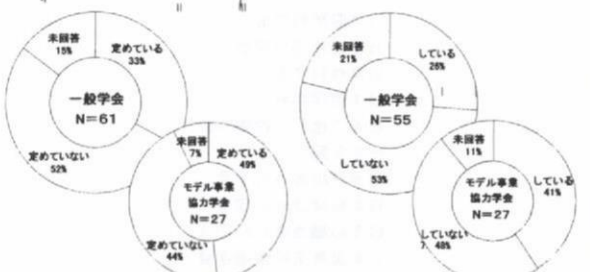 未回答
15%
定めている
33%
一般学会
N=61
定めていない
52%
未回答
7%
定めている
49%
モデル事業
協力学会
N=27
定めていない
44%
未回答
21%
している
26%
一般学会
N=55
していない
53%
未回答
11%
している
41%
モデル事業
協力学会
N=27
していない
48%